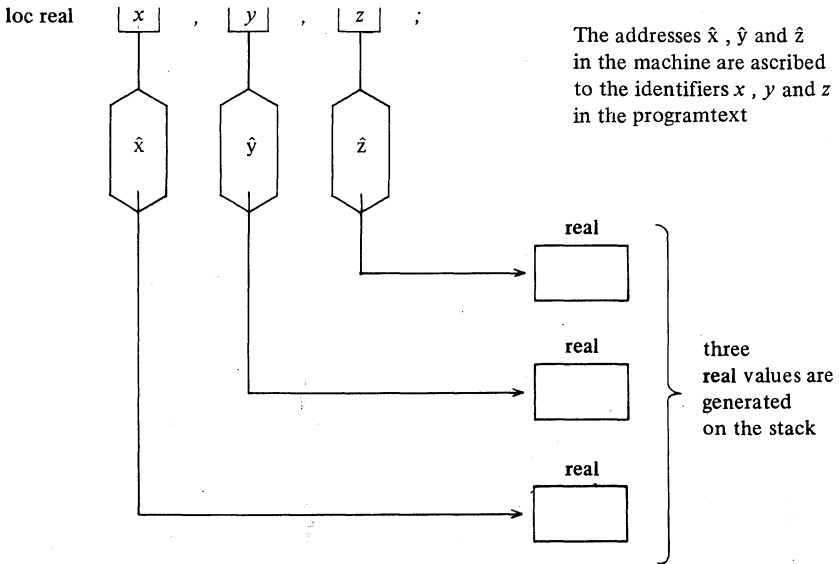 loc real x , y , z ;
The addresses x̂ , ŷ and ẑ
in the machine are ascribed
to the identifiers x , y and z
in the programtext
x̂ ŷ ẑ
real
real
three
real values are
generated
on the stack
real